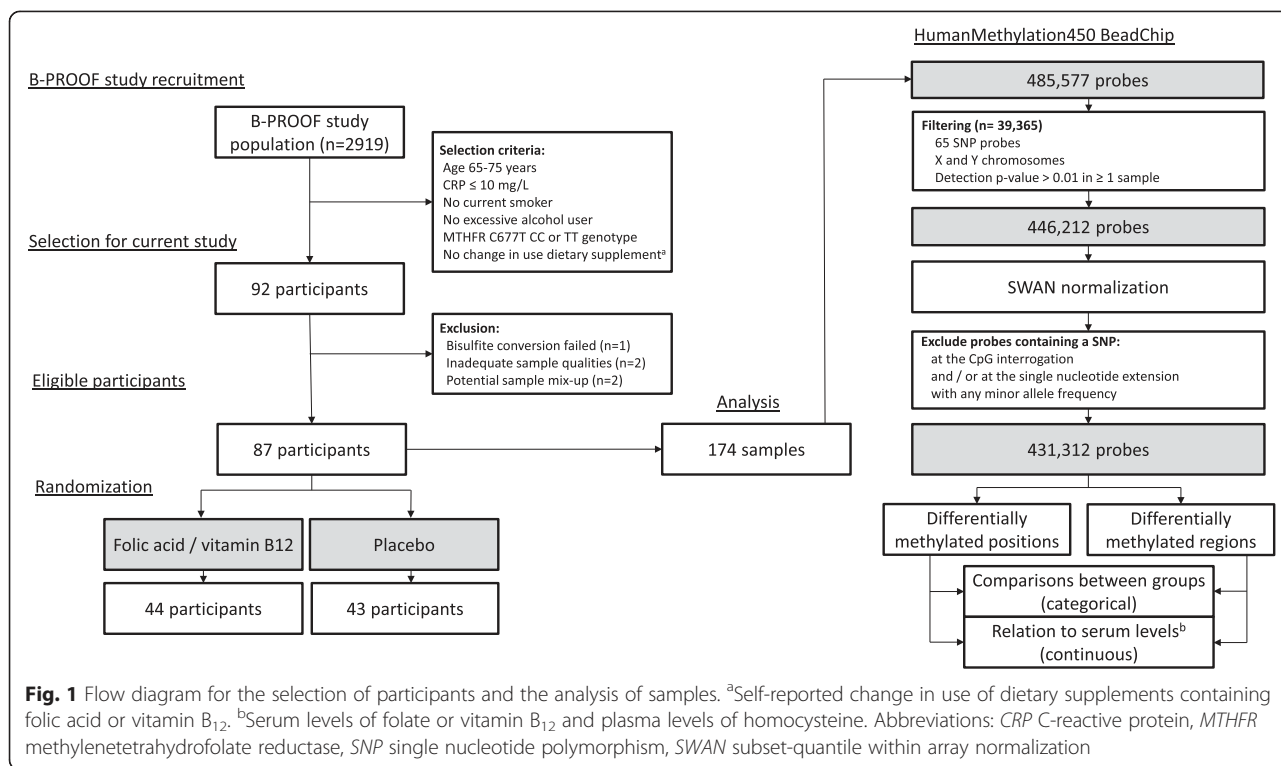 B-PROOF study recruitment
B-PROOF study
population (n=2919)
Selection criteria:
Age 65-75 years
CRP ≤ 10 mg/L
No current smoker
No excessive alcohol user
MTHFR C677T CC or TT genotype
No change in use dietary supplementᵃ
Selection for current study
92 participants
Exclusion:
Bisulfite conversion failed (n=1)
Inadequate sample qualities (n=2)
Potential sample mix-up (n=2)
Eligible participants
87 participants
Analysis
174 samples
Randomization
Folic acid / vitamin B12
Placebo
44 participants
43 participants
HumanMethylation450 BeadChip
485,577 probes
Filtering (n= 39,365)
65 SNP probes
X and Y chromosomes
Detection p-value > 0.01 in ≥ 1 sample
446,212 probes
SWAN normalization
Exclude probes containing a SNP:
at the CpG interrogation
and / or at the single nucleotide extension
with any minor allele frequency
431,312 probes
Differentially
methylated positions
Differentially
methylated regions
Comparisons between groups
(categorical)
Relation to serum levelsᵇ
(continuous)
Fig. 1 Flow diagram for the selection of participants and the analysis of samples. ᵃSelf-reported change in use of dietary supplements containing
folic acid or vitamin B₁₂. ᵇSerum levels of folate or vitamin B₁₂ and plasma levels of homocysteine. Abbreviations: CRP C-reactive protein, MTHFR
methylenetetrahydrofolate reductase, SNP single nucleotide polymorphism, SWAN subset-quantile within array normalization